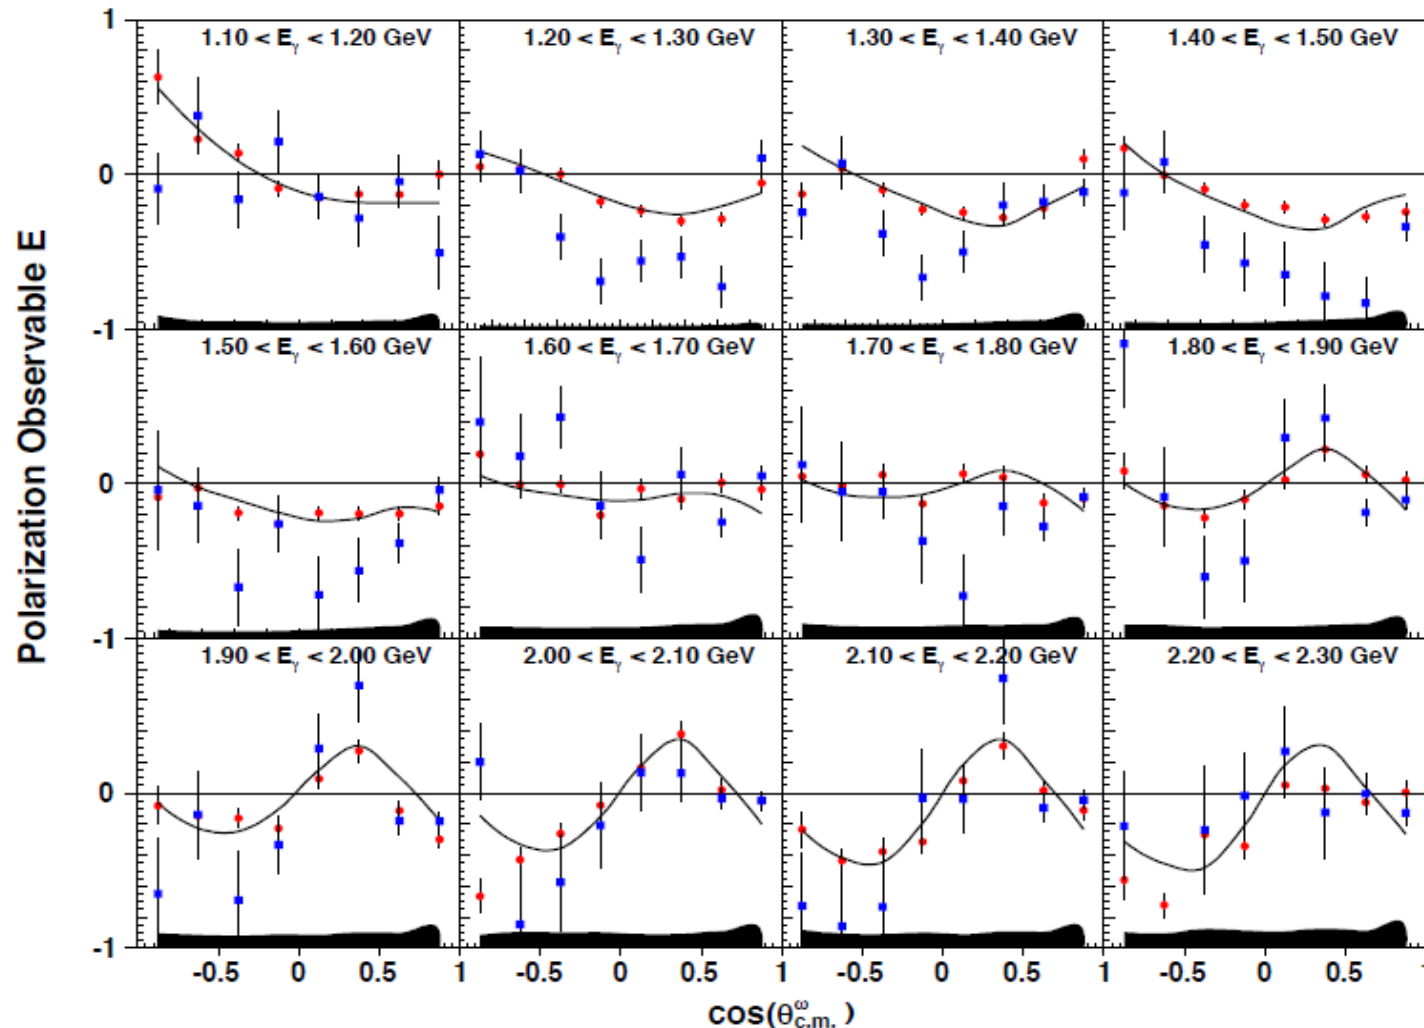 Polarization Observable E
1
1.10 < Eγ < 1.20 GeV
1.20 < Eγ < 1.30 GeV
1.30 < Eγ < 1.40 GeV
1.40 < Eγ < 1.50 GeV
0
-1
1.50 < Eγ < 1.60 GeV
1.60 < Eγ < 1.70 GeV
1.70 < Eγ < 1.80 GeV
1.80 < Eγ < 1.90 GeV
0
-1
1.90 < Eγ < 2.00 GeV
2.00 < Eγ < 2.10 GeV
2.10 < Eγ < 2.20 GeV
2.20 < Eγ < 2.30 GeV
0
-1
-0.5 0 0.5 1 -0.5 0 0.5 1 -0.5 0 0.5 1 -0.5 0 0.5 1
COS(θ^ω_c.m.)